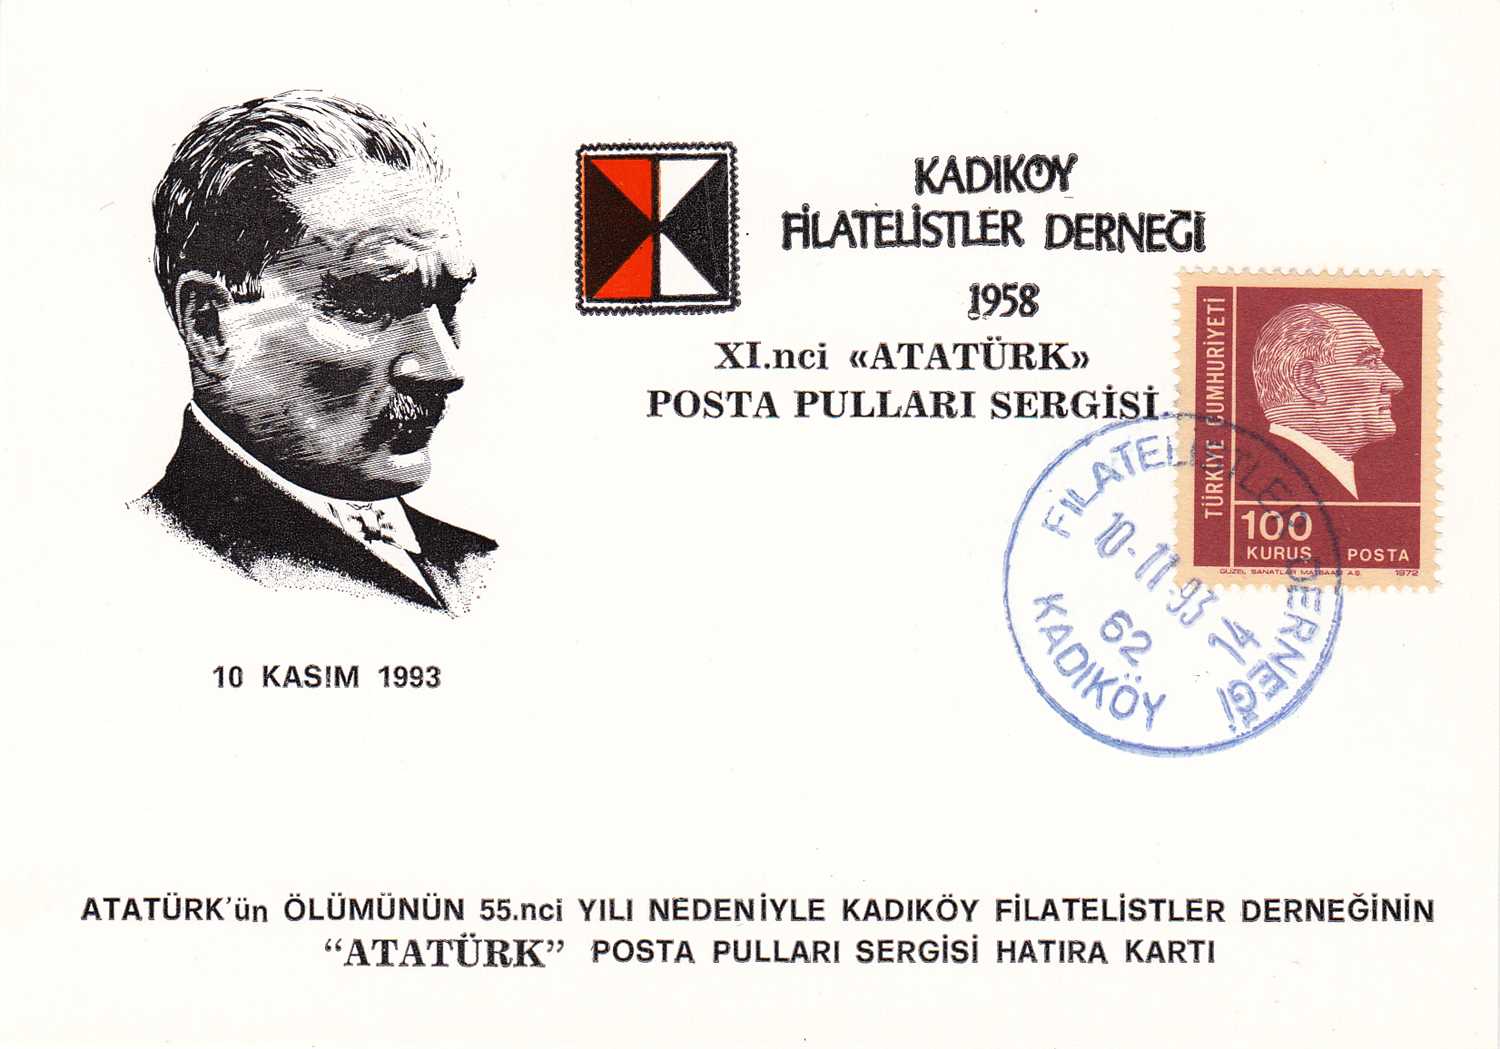 KADIKÖY
FİLATELİSTLER DERNEĞİ
1958
XI.nci «ATATÜRK»
POSTA PULLARI SERGİSİ
TÜRKİYE CUMHURİYETİ
100
KURUŞ POSTA
GÜZEL SANATLAR MATBAASI A.Ş. 1972
FİLATELİSTLER DERNEĞİ
10-11-93 14
62
KADIKÖY
10 KASIM 1993
ATATÜRK'ün ÖLÜMÜNÜN 55.nci YILI NEDENİYLE KADIKÖY FİLATELİSTLER DERNEĞİNİN
“ATATÜRK” POSTA PULLARI SERGİSİ HATIRA KARTI